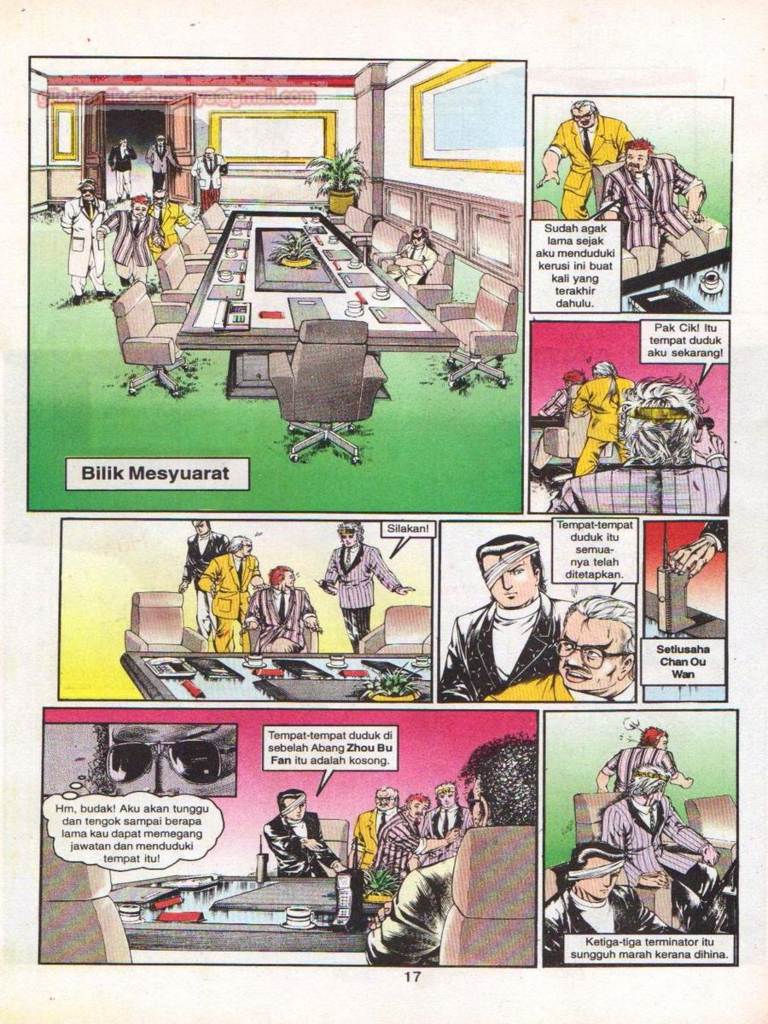 Bilik Mesyuarat
Sudah agak
lama sejak
aku menduduki
kerusi ini buat
kali yang
terakhir
dahulu.
Pak Cik! Itu
tempat duduk
aku sekarang!
Silakan!
Tempat-tempat
duduk itu
semua-
nya telah
ditetapkan.
Setiusaha
Chan Ou
Wan
Hm, budak! Aku akan tunggu
dan tengok sampai berapa
lama kau dapat memegang
jawatan dan menduduki
tempat itu!
Tempat-tempat duduk di
sebelah Abang Zhou Bu
Fan itu adalah kosong.
Ketiga-tiga terminator itu
sungguh marah kerana dihina.
17